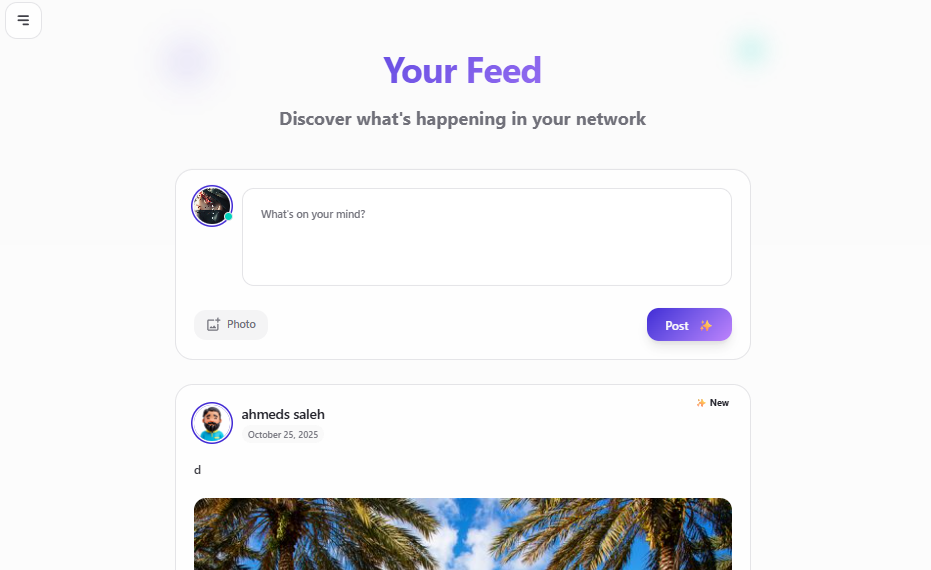 Your Feed
Discover what's happening in your network
What's on your mind?
Photo
Post ✨
✨ New
ahmeds saleh
October 25, 2025
d